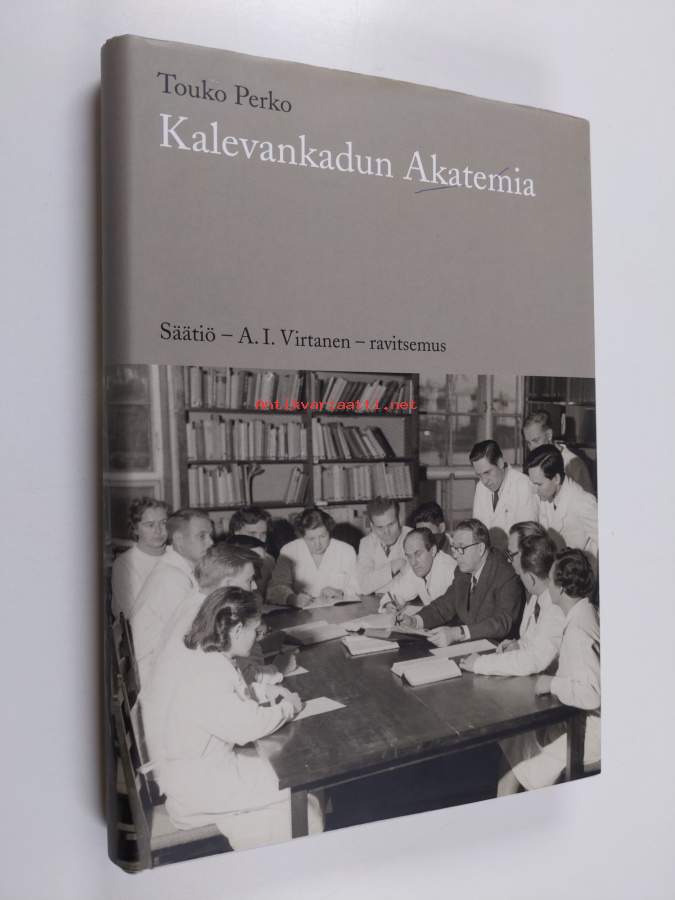 Touko Perko
Kalevankadun Akatemia
Säätiö – A. I. Virtanen – ravitsemus
Antikvariaatti.net